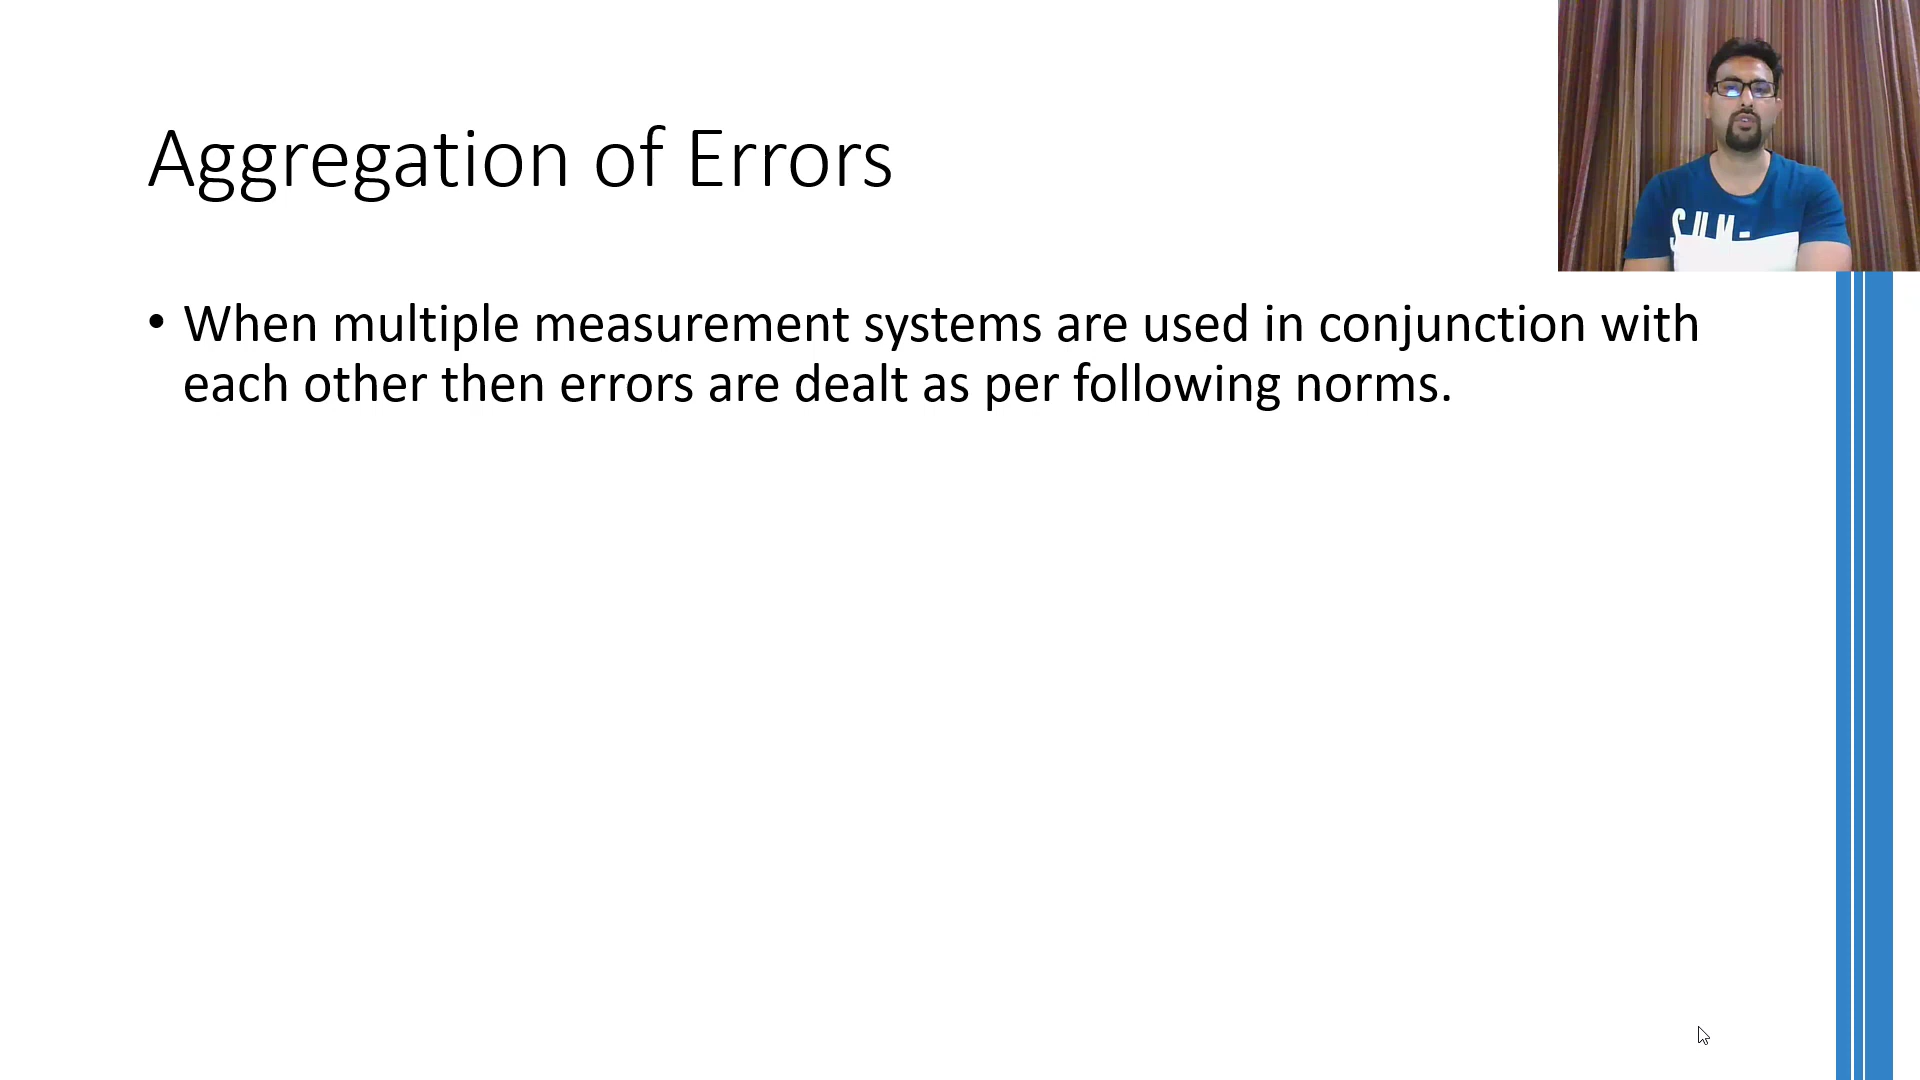 Aggregation of Errors
• When multiple measurement systems are used in conjunction with
each other then errors are dealt as per following norms.